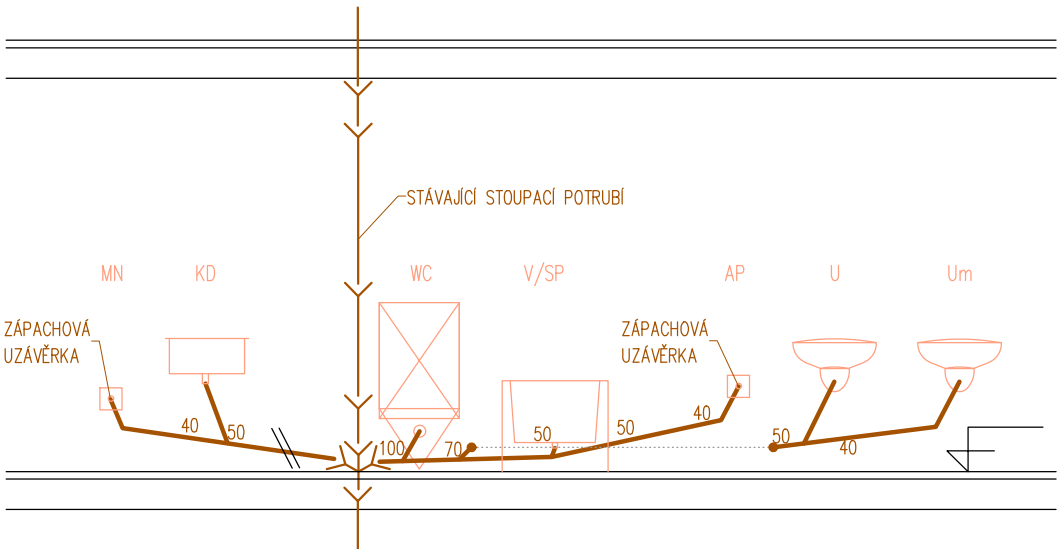 STÁVAJÍCÍ STOUPACÍ POTRUBÍ
MN
KD
WC
V/SP
AP
U
Um
ZÁPACHOVÁ
UZÁVĚRKA
ZÁPACHOVÁ
UZÁVĚRKA
40
50
100
70
50
50
40
50
40